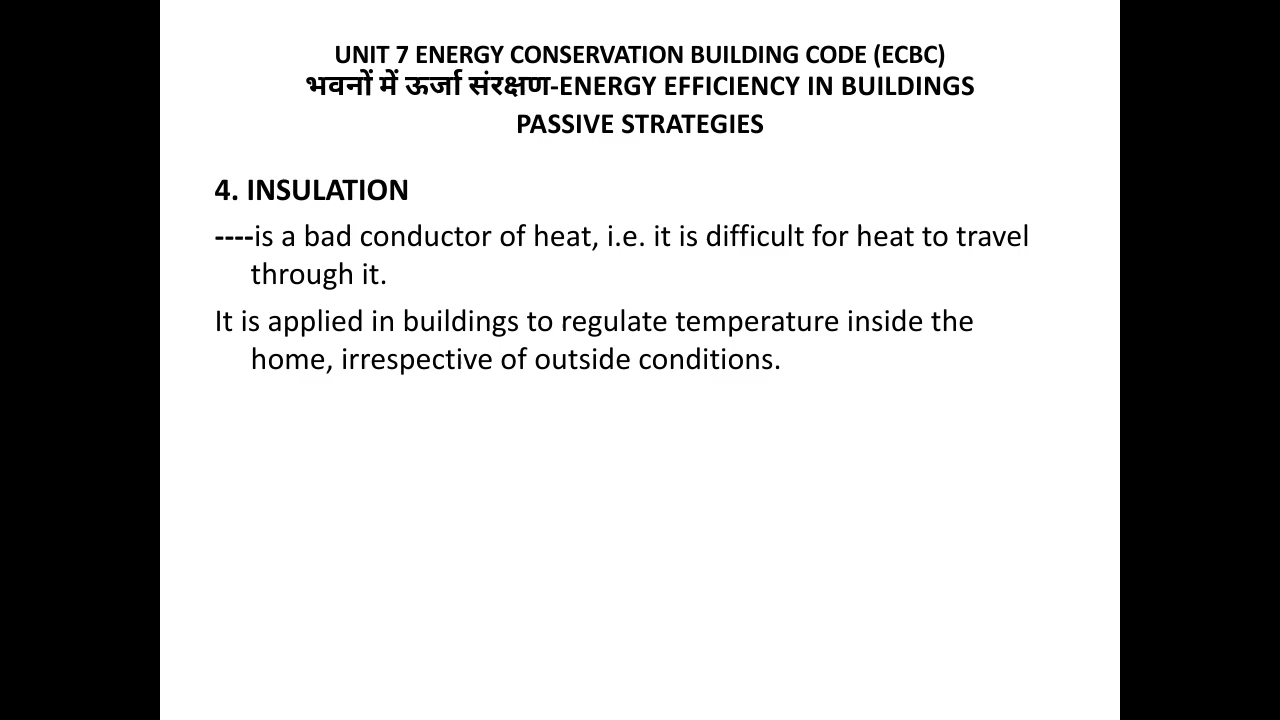 UNIT 7 ENERGY CONSERVATION BUILDING CODE (ECBC)
भवनों में ऊर्जा संरक्षण-ENERGY EFFICIENCY IN BUILDINGS
PASSIVE STRATEGIES
4. INSULATION
----is a bad conductor of heat, i.e. it is difficult for heat to travel
through it.
It is applied in buildings to regulate temperature inside the
home, irrespective of outside conditions.